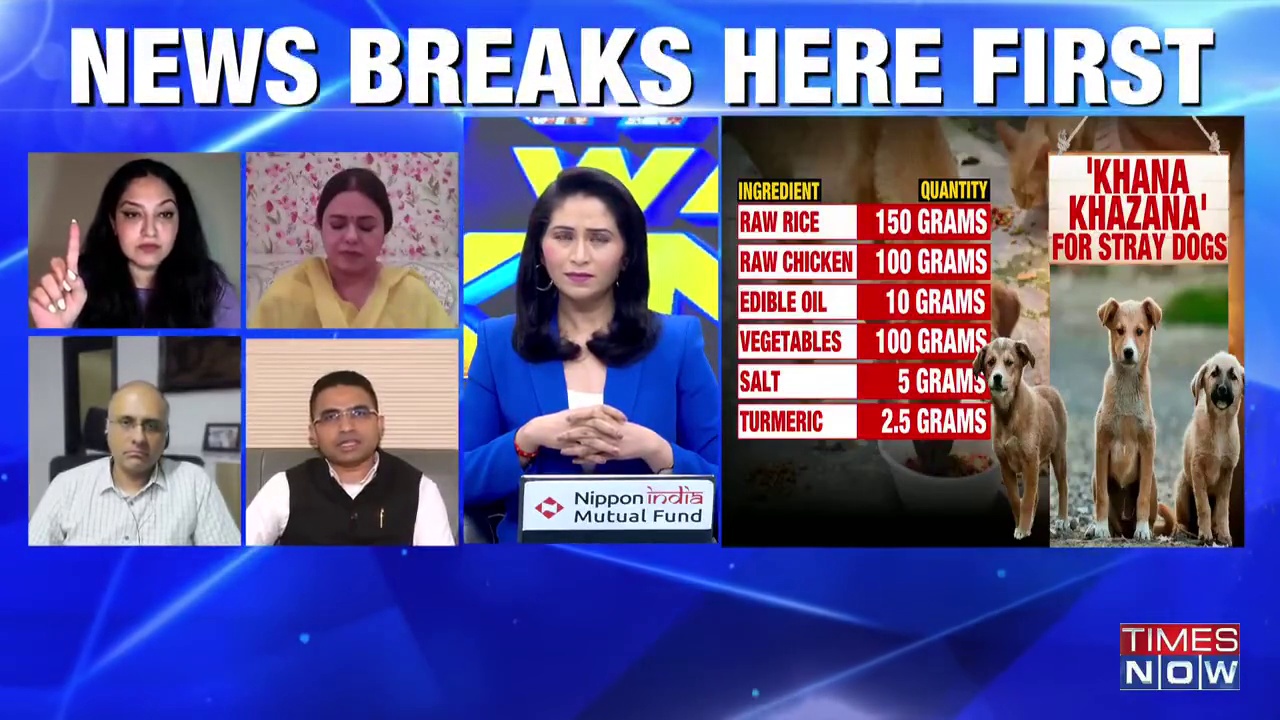 NEWS BREAKS HERE FIRST
INGREDIENT QUANTITY
RAW RICE 150 GRAMS
RAW CHICKEN 100 GRAMS
EDIBLE OIL 10 GRAMS
VEGETABLES 100 GRAMS
SALT 5 GRAMS
TURMERIC 2.5 GRAMS
'KHANA
KHAZANA'
FOR STRAY DOGS
Nippon india
Mutual Fund
TIMES
NOW